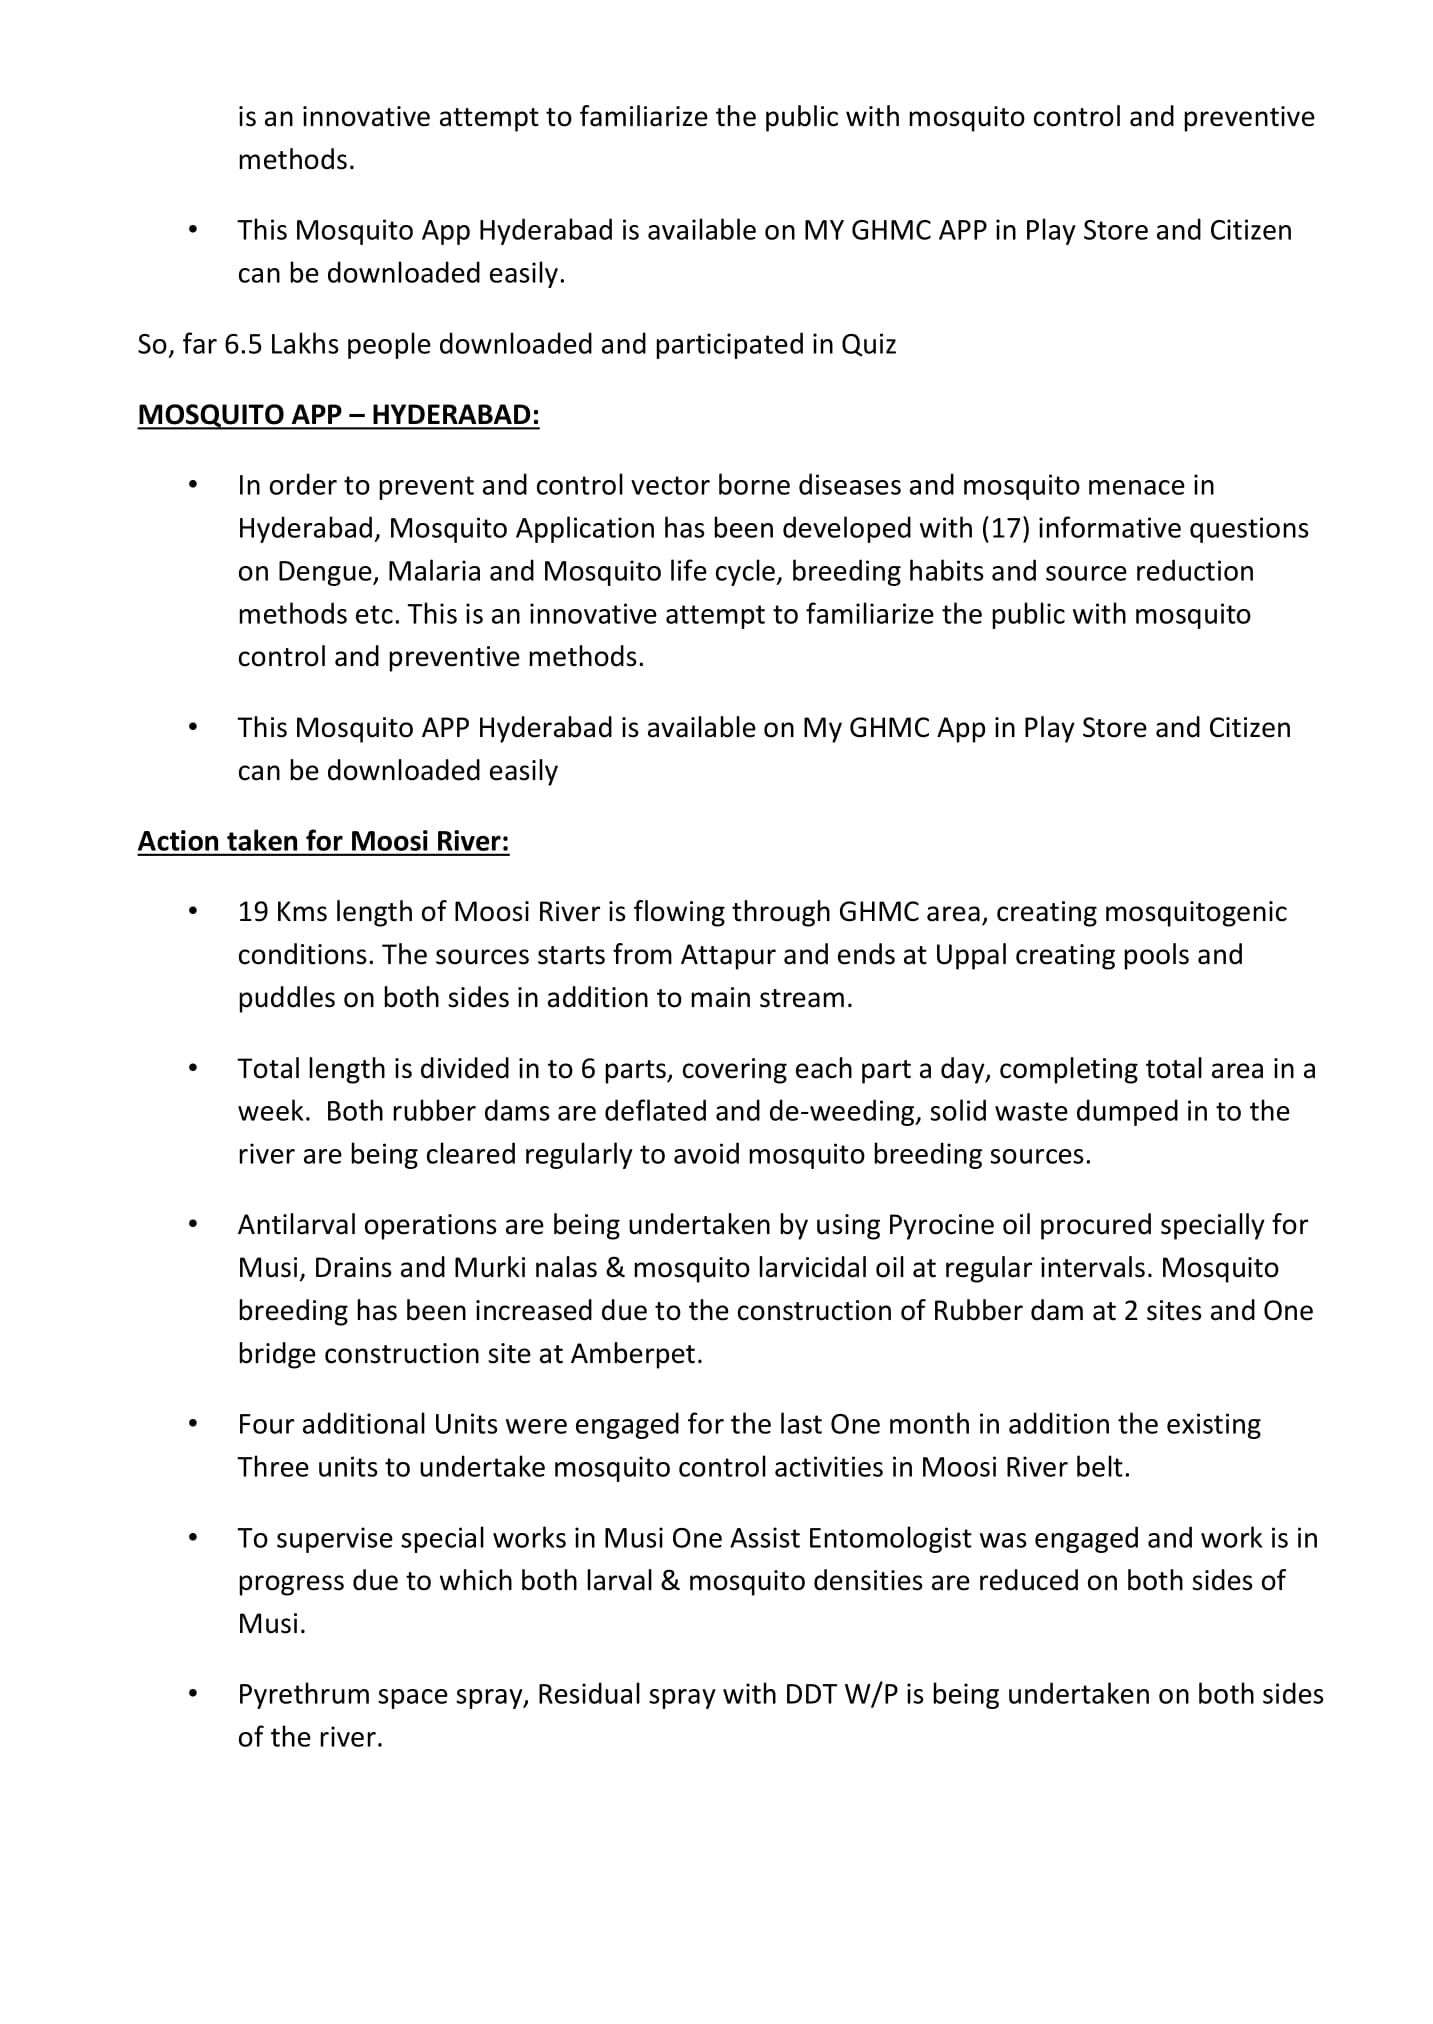 is an innovative attempt to familiarize the public with mosquito control and preventive
methods.
• This Mosquito App Hyderabad is available on MY GHMC APP in Play Store and Citizen
can be downloaded easily.
So, far 6.5 Lakhs people downloaded and participated in Quiz
MOSQUITO APP – HYDERABAD:
• In order to prevent and control vector borne diseases and mosquito menace in
Hyderabad, Mosquito Application has been developed with (17) informative questions
on Dengue, Malaria and Mosquito life cycle, breeding habits and source reduction
methods etc. This is an innovative attempt to familiarize the public with mosquito
control and preventive methods.
• This Mosquito APP Hyderabad is available on My GHMC App in Play Store and Citizen
can be downloaded easily
Action taken for Moosi River:
• 19 Kms length of Moosi River is flowing through GHMC area, creating mosquitogenic
conditions. The sources starts from Attapur and ends at Uppal creating pools and
puddles on both sides in addition to main stream.
• Total length is divided in to 6 parts, covering each part a day, completing total area in a
week.  Both rubber dams are deflated and de-weeding, solid waste dumped in to the
river are being cleared regularly to avoid mosquito breeding sources.
• Antilarval operations are being undertaken by using Pyrocine oil procured specially for
Musi, Drains and Murki nalas & mosquito larvicidal oil at regular intervals. Mosquito
breeding has been increased due to the construction of Rubber dam at 2 sites and One
bridge construction site at Amberpet.
• Four additional Units were engaged for the last One month in addition the existing
Three units to undertake mosquito control activities in Moosi River belt.
• To supervise special works in Musi One Assist Entomologist was engaged and work is in
progress due to which both larval & mosquito densities are reduced on both sides of
Musi.
• Pyrethrum space spray, Residual spray with DDT W/P is being undertaken on both sides
of the river.